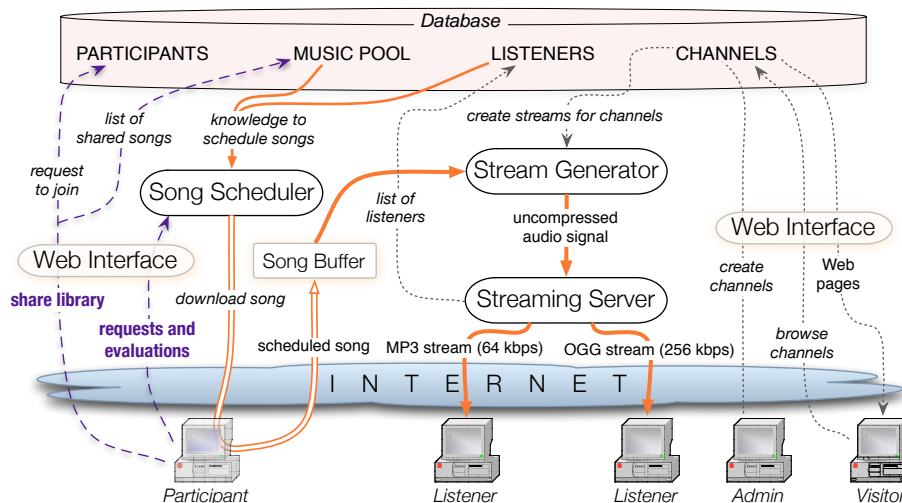 Database
PARTICIPANTS
MUSIC POOL
LISTENERS
CHANNELS
list of
shared songs
knowledge to
schedule songs
create streams for channels
request
to join
Song Scheduler
Stream Generator
list of
listeners
uncompressed
audio signal
Web Interface
Web Interface
Song Buffer
create
channels
Web
pages
share library
download song
Streaming Server
requests and
evaluations
scheduled song
MP3 stream (64 kbps)
OGG stream (256 kbps)
browse
channels
INTERNET
Participant
Listener
Listener
Admin
Visitor